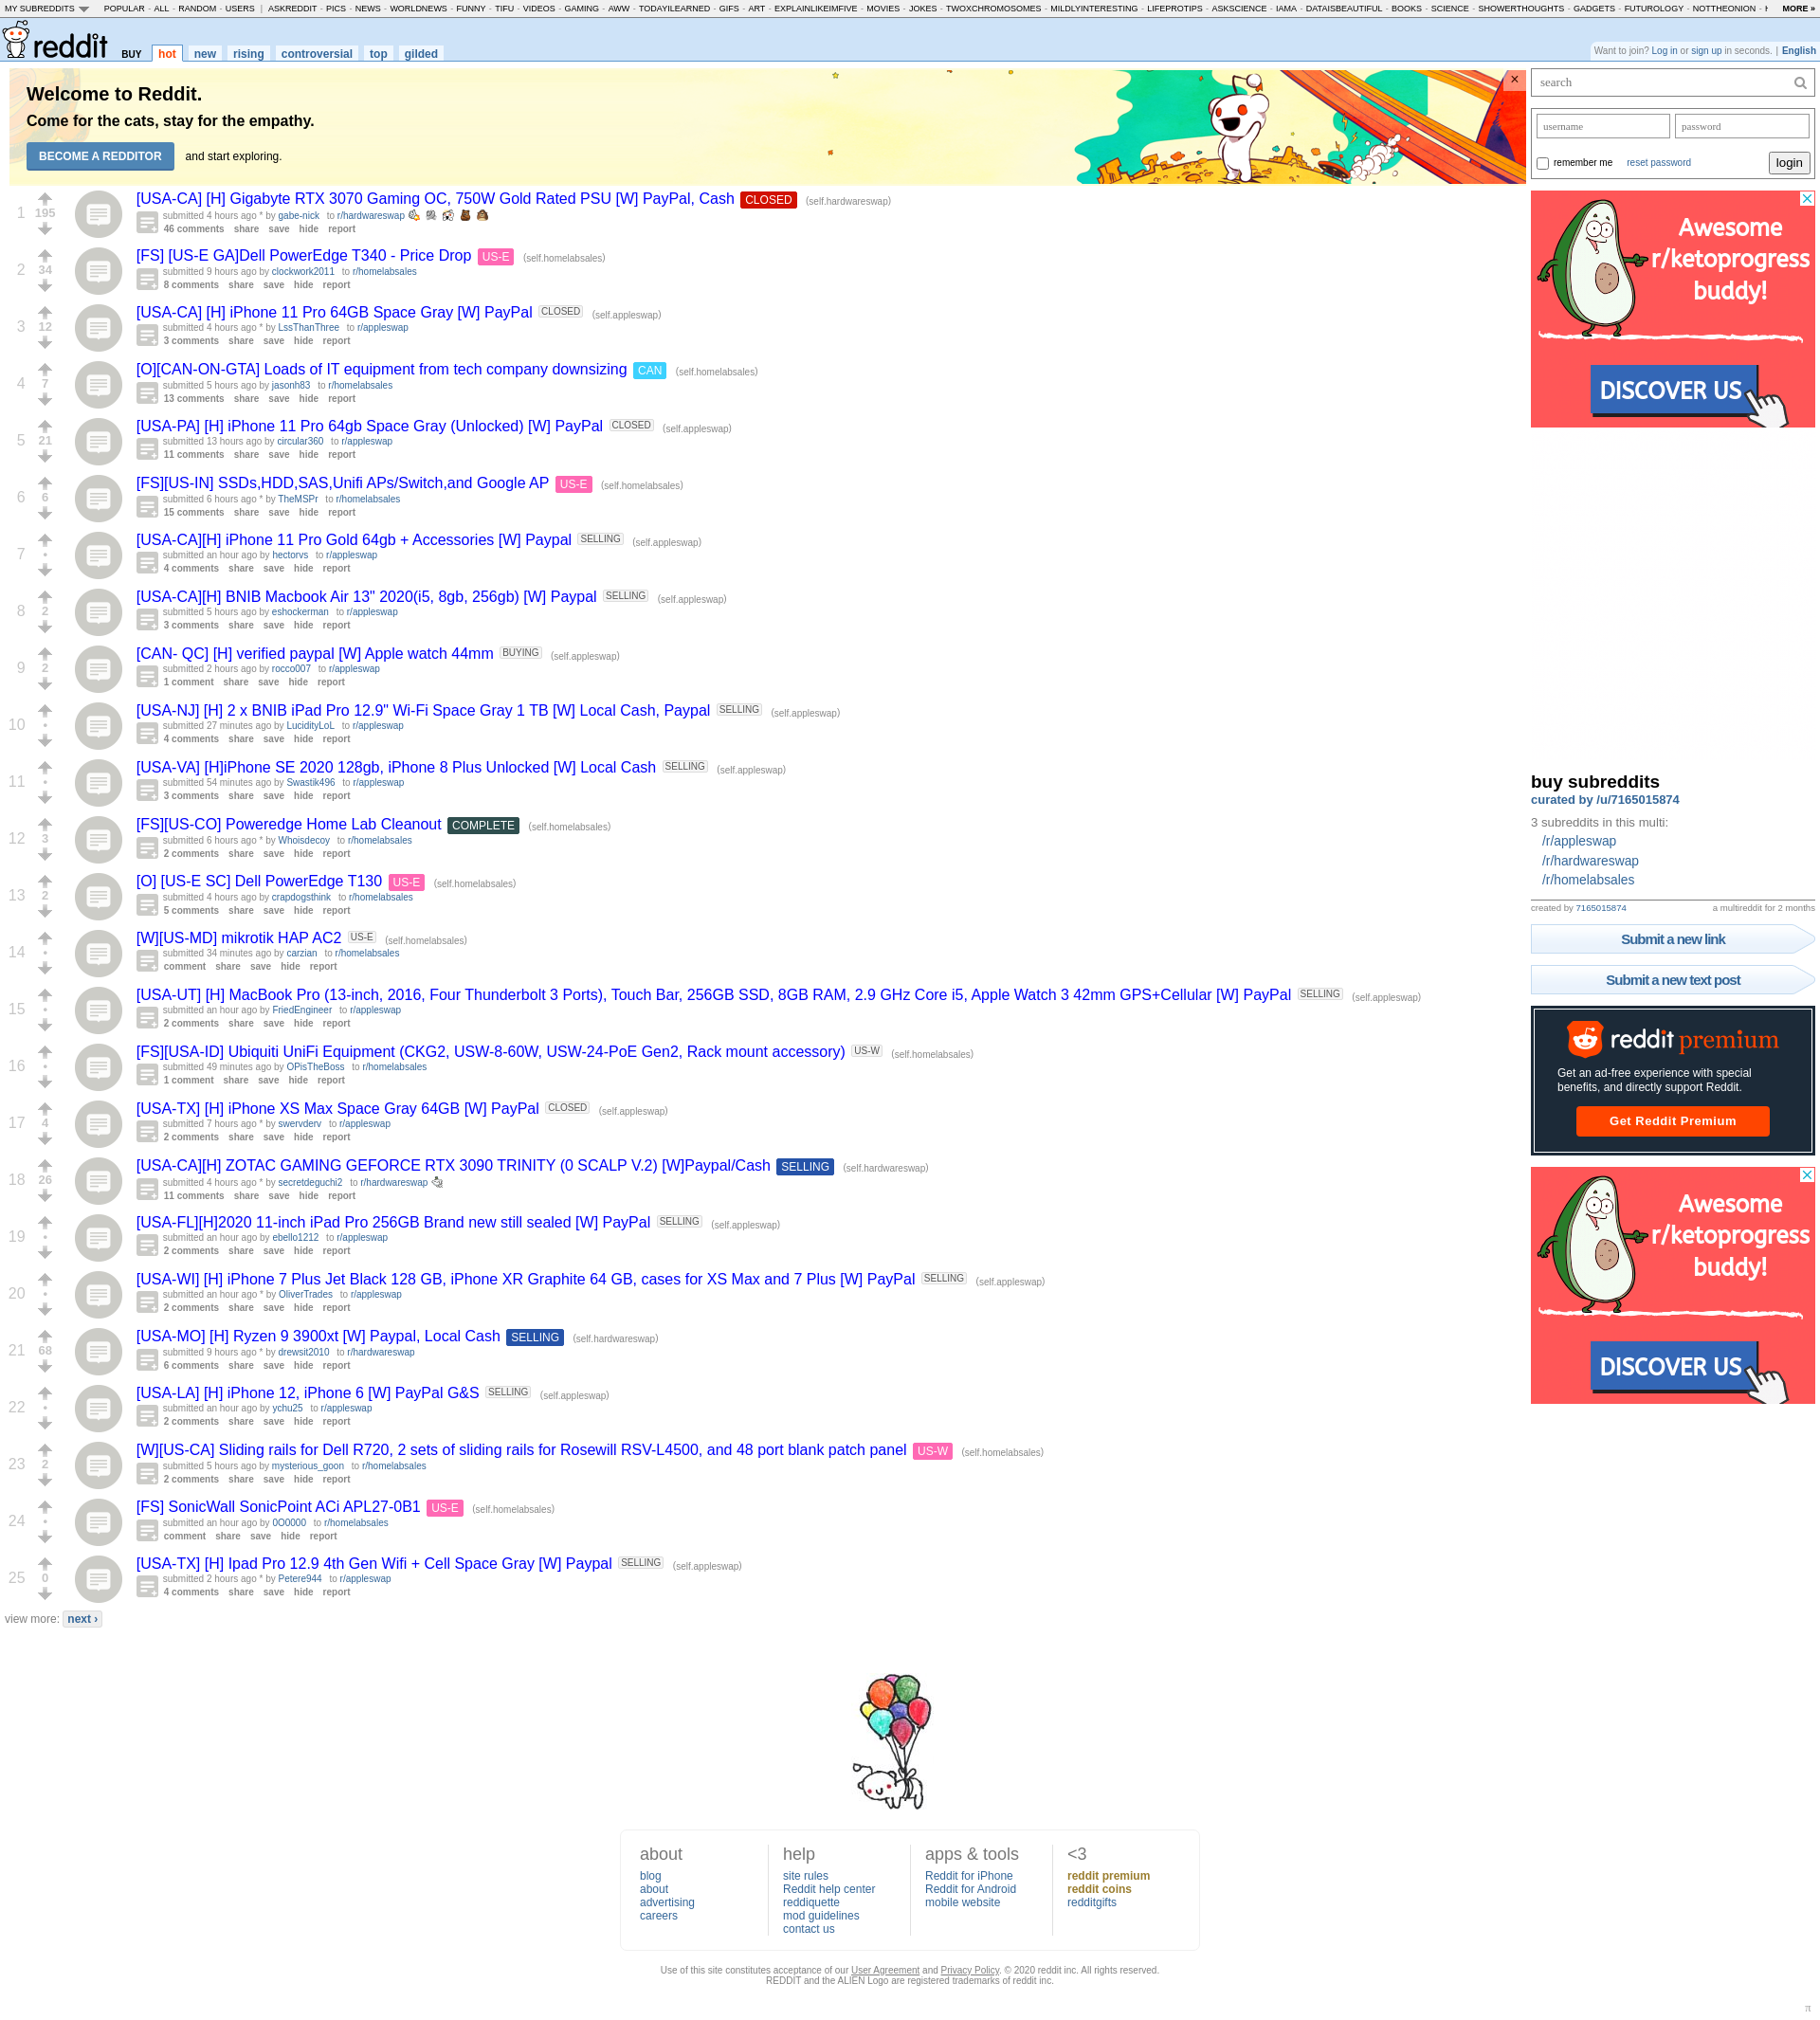 MY SUBREDDITS POPULAR - ALL - RANDOM - USERS | ASKREDDIT - PICS - NEWS - WORLDNEWS - FUNNY - TIFU - VIDEOS - GAMING - AWW - TODAYILEARNED - GIFS - ART - EXPLAINLIKEIMFIVE - MOVIES - JOKES - TWOXCHROMOSOMES - MILDLYINTERESTING - LIFEPROTIPS - ASKSCIENCE - IAMA - DATAISBEAUTIFUL - BOOKS - SCIENCE - SHOWERTHOUGHTS - GADGETS - FUTUROLOGY - NOTTHEONION - MORE »
reddit BUY hot new rising controversial top gilded
Want to join? Log in or sign up in seconds. | English
Welcome to Reddit.
Come for the cats, stay for the empathy.
BECOME A REDDITOR and start exploring.
×
1
195
[USA-CA] [H] Gigabyte RTX 3070 Gaming OC, 750W Gold Rated PSU [W] PayPal, Cash CLOSED (self.hardwareswap)
submitted 4 hours ago * by gabe-nick to r/hardwareswap
46 comments share save hide report
2
34
[FS] [US-E GA]Dell PowerEdge T340 - Price Drop US-E (self.homelabsales)
submitted 9 hours ago by clockwork2011 to r/homelabsales
8 comments share save hide report
3
12
[USA-CA] [H] iPhone 11 Pro 64GB Space Gray [W] PayPal CLOSED (self.appleswap)
submitted 4 hours ago * by LssThanThree to r/appleswap
3 comments share save hide report
4
7
[O][CAN-ON-GTA] Loads of IT equipment from tech company downsizing CAN (self.homelabsales)
submitted 5 hours ago by jasonh83 to r/homelabsales
13 comments share save hide report
5
21
[USA-PA] [H] iPhone 11 Pro 64gb Space Gray (Unlocked) [W] PayPal CLOSED (self.appleswap)
submitted 13 hours ago by circular360 to r/appleswap
11 comments share save hide report
6
6
[FS][US-IN] SSDs,HDD,SAS,Unifi APs/Switch,and Google AP US-E (self.homelabsales)
submitted 6 hours ago * by TheMSPr to r/homelabsales
15 comments share save hide report
7
•
[USA-CA][H] iPhone 11 Pro Gold 64gb + Accessories [W] Paypal SELLING (self.appleswap)
submitted an hour ago by hectorvs to r/appleswap
4 comments share save hide report
8
2
[USA-CA][H] BNIB Macbook Air 13" 2020(i5, 8gb, 256gb) [W] Paypal SELLING (self.appleswap)
submitted 5 hours ago by eshockerman to r/appleswap
3 comments share save hide report
9
2
[CAN- QC] [H] verified paypal [W] Apple watch 44mm BUYING (self.appleswap)
submitted 2 hours ago by rocco007 to r/appleswap
1 comment share save hide report
10
•
[USA-NJ] [H] 2 x BNIB iPad Pro 12.9" Wi-Fi Space Gray 1 TB [W] Local Cash, Paypal SELLING (self.appleswap)
submitted 27 minutes ago by LucidityLoL to r/appleswap
4 comments share save hide report
11
•
[USA-VA] [H]iPhone SE 2020 128gb, iPhone 8 Plus Unlocked [W] Local Cash SELLING (self.appleswap)
submitted 54 minutes ago by Swastik496 to r/appleswap
3 comments share save hide report
12
3
[FS][US-CO] Poweredge Home Lab Cleanout COMPLETE (self.homelabsales)
submitted 6 hours ago * by Whoisdecoy to r/homelabsales
2 comments share save hide report
13
2
[O] [US-E SC] Dell PowerEdge T130 US-E (self.homelabsales)
submitted 4 hours ago by crapdogsthink to r/homelabsales
5 comments share save hide report
14
•
[W][US-MD] mikrotik HAP AC2 US-E (self.homelabsales)
submitted 34 minutes ago by carzian to r/homelabsales
comment share save hide report
15
•
[USA-UT] [H] MacBook Pro (13-inch, 2016, Four Thunderbolt 3 Ports), Touch Bar, 256GB SSD, 8GB RAM, 2.9 GHz Core i5, Apple Watch 3 42mm GPS+Cellular [W] PayPal SELLING (self.appleswap)
submitted an hour ago by FriedEngineer to r/appleswap
2 comments share save hide report
16
•
[FS][USA-ID] Ubiquiti UniFi Equipment (CKG2, USW-8-60W, USW-24-PoE Gen2, Rack mount accessory) US-W (self.homelabsales)
submitted 49 minutes ago by OPisTheBoss to r/homelabsales
1 comment share save hide report
17
4
[USA-TX] [H] iPhone XS Max Space Gray 64GB [W] PayPal CLOSED (self.appleswap)
submitted 7 hours ago * by swervderv to r/appleswap
2 comments share save hide report
18
26
[USA-CA][H] ZOTAC GAMING GEFORCE RTX 3090 TRINITY (0 SCALP V.2) [W]Paypal/Cash SELLING (self.hardwareswap)
submitted 4 hours ago * by secretdeguchi2 to r/hardwareswap
11 comments share save hide report
19
•
[USA-FL][H]2020 11-inch iPad Pro 256GB Brand new still sealed [W] PayPal SELLING (self.appleswap)
submitted an hour ago by ebello1212 to r/appleswap
2 comments share save hide report
20
•
[USA-WI] [H] iPhone 7 Plus Jet Black 128 GB, iPhone XR Graphite 64 GB, cases for XS Max and 7 Plus [W] PayPal SELLING (self.appleswap)
submitted an hour ago * by OliverTrades to r/appleswap
2 comments share save hide report
21
68
[USA-MO] [H] Ryzen 9 3900xt [W] Paypal, Local Cash SELLING (self.hardwareswap)
submitted 9 hours ago * by drewsit2010 to r/hardwareswap
6 comments share save hide report
22
•
[USA-LA] [H] iPhone 12, iPhone 6 [W] PayPal G&S SELLING (self.appleswap)
submitted an hour ago by ychu25 to r/appleswap
2 comments share save hide report
23
2
[W][US-CA] Sliding rails for Dell R720, 2 sets of sliding rails for Rosewill RSV-L4500, and 48 port blank patch panel US-W (self.homelabsales)
submitted 5 hours ago by mysterious_goon to r/homelabsales
2 comments share save hide report
24
•
[FS] SonicWall SonicPoint ACi APL27-0B1 US-E (self.homelabsales)
submitted an hour ago by 0O0000 to r/homelabsales
comment share save hide report
25
0
[USA-TX] [H] Ipad Pro 12.9 4th Gen Wifi + Cell Space Gray [W] Paypal SELLING (self.appleswap)
submitted 2 hours ago * by Petere944 to r/appleswap
4 comments share save hide report
view more: next ›
search
username password
remember me reset password login
Awesome
r/ketoprogress
buddy!
DISCOVER US
buy subreddits
curated by /u/7165015874
3 subreddits in this multi:
/r/appleswap
/r/hardwareswap
/r/homelabsales
created by 7165015874 a multireddit for 2 months
Submit a new link
Submit a new text post
reddit premium
Get an ad-free experience with special
benefits, and directly support Reddit.
Get Reddit Premium
Awesome
r/ketoprogress
buddy!
DISCOVER US
about
blog
about
advertising
careers
help
site rules
Reddit help center
reddiquette
mod guidelines
contact us
apps & tools
Reddit for iPhone
Reddit for Android
mobile website
<3
reddit premium
reddit coins
redditgifts
Use of this site constitutes acceptance of our User Agreement and Privacy Policy. © 2020 reddit inc. All rights reserved.
REDDIT and the ALIEN Logo are registered trademarks of reddit inc.
π